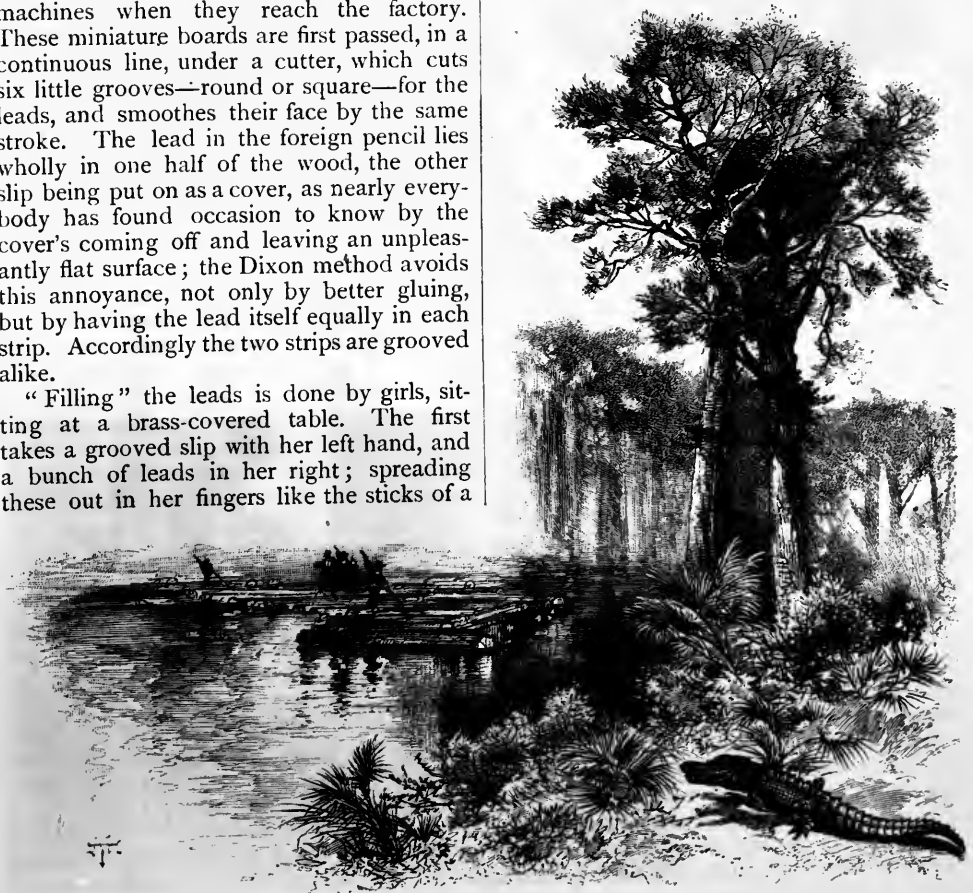 machines when they reach the factory.
These miniature boards are first passed, in a
continuous line, under a cutter, which cuts
six little grooves—round or square—for the
leads, and smoothes their face by the same
stroke. The lead in the foreign pencil lies
wholly in one half of the wood, the other
slip being put on as a cover, as nearly every-
body has found occasion to know by the
cover's coming off and leaving an unpleas-
antly flat surface; the Dixon method avoids
this annoyance, not only by better gluing,
but by having the lead itself equally in each
strip. Accordingly the two strips are grooved
alike.
“Filling” the leads is done by girls, sit-
ting at a brass-covered table. The first
takes a grooved slip with her left hand, and
a bunch of leads in her right; spreading
these out in her fingers like the sticks of a